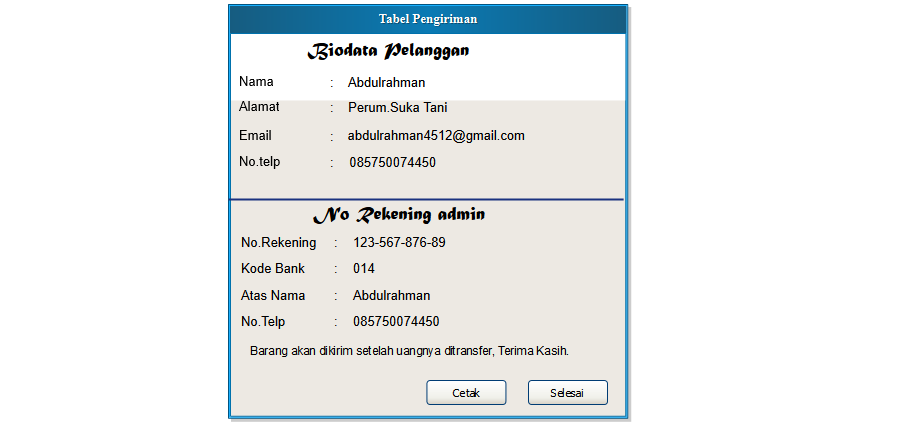 Tabel Pengiriman
Biodata Pelanggan
Nama : Abdulrahman
Alamat : Perum.Suka Tani
Email : abdulrahman4512@gmail.com
No.telp : 085750074450
No Rekening admin
No.Rekening : 123-567-876-89
Kode Bank : 014
Atas Nama : Abdulrahman
No.Telp : 085750074450
Barang akan dikirim setelah uangnya ditransfer, Terima Kasih.
Cetak Selesai